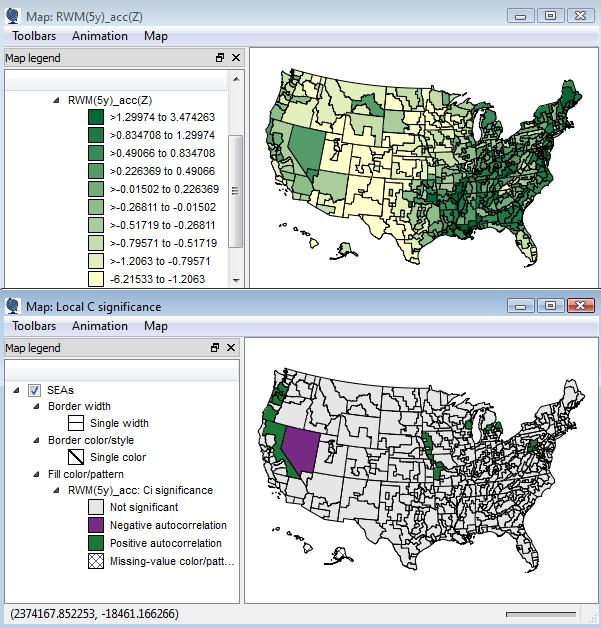 Map: RWM(5y)_acc(Z)
Toolbars Animation Map
Map legend
RWM(5y)_acc(Z)
>1.29974 to 3.474263
>0.834708 to 1.29974
>0.49066 to 0.834708
>0.226369 to 0.49066
>-0.01502 to 0.226369
>-0.26811 to -0.01502
>-0.51719 to -0.26811
>-0.79571 to -0.51719
>-1.2063 to -0.79571
-6.21533 to -1.2063
Map: Local C significance
Toolbars Animation Map
Map legend
SEAs
Border width
Single width
Border color/style
Single color
Fill color/pattern
RWM(5y)_acc: Ci significance
Not significant
Negative autocorrelation
Positive autocorrelation
Missing-value color/patt...
(2374167.852253, -18461.166266)